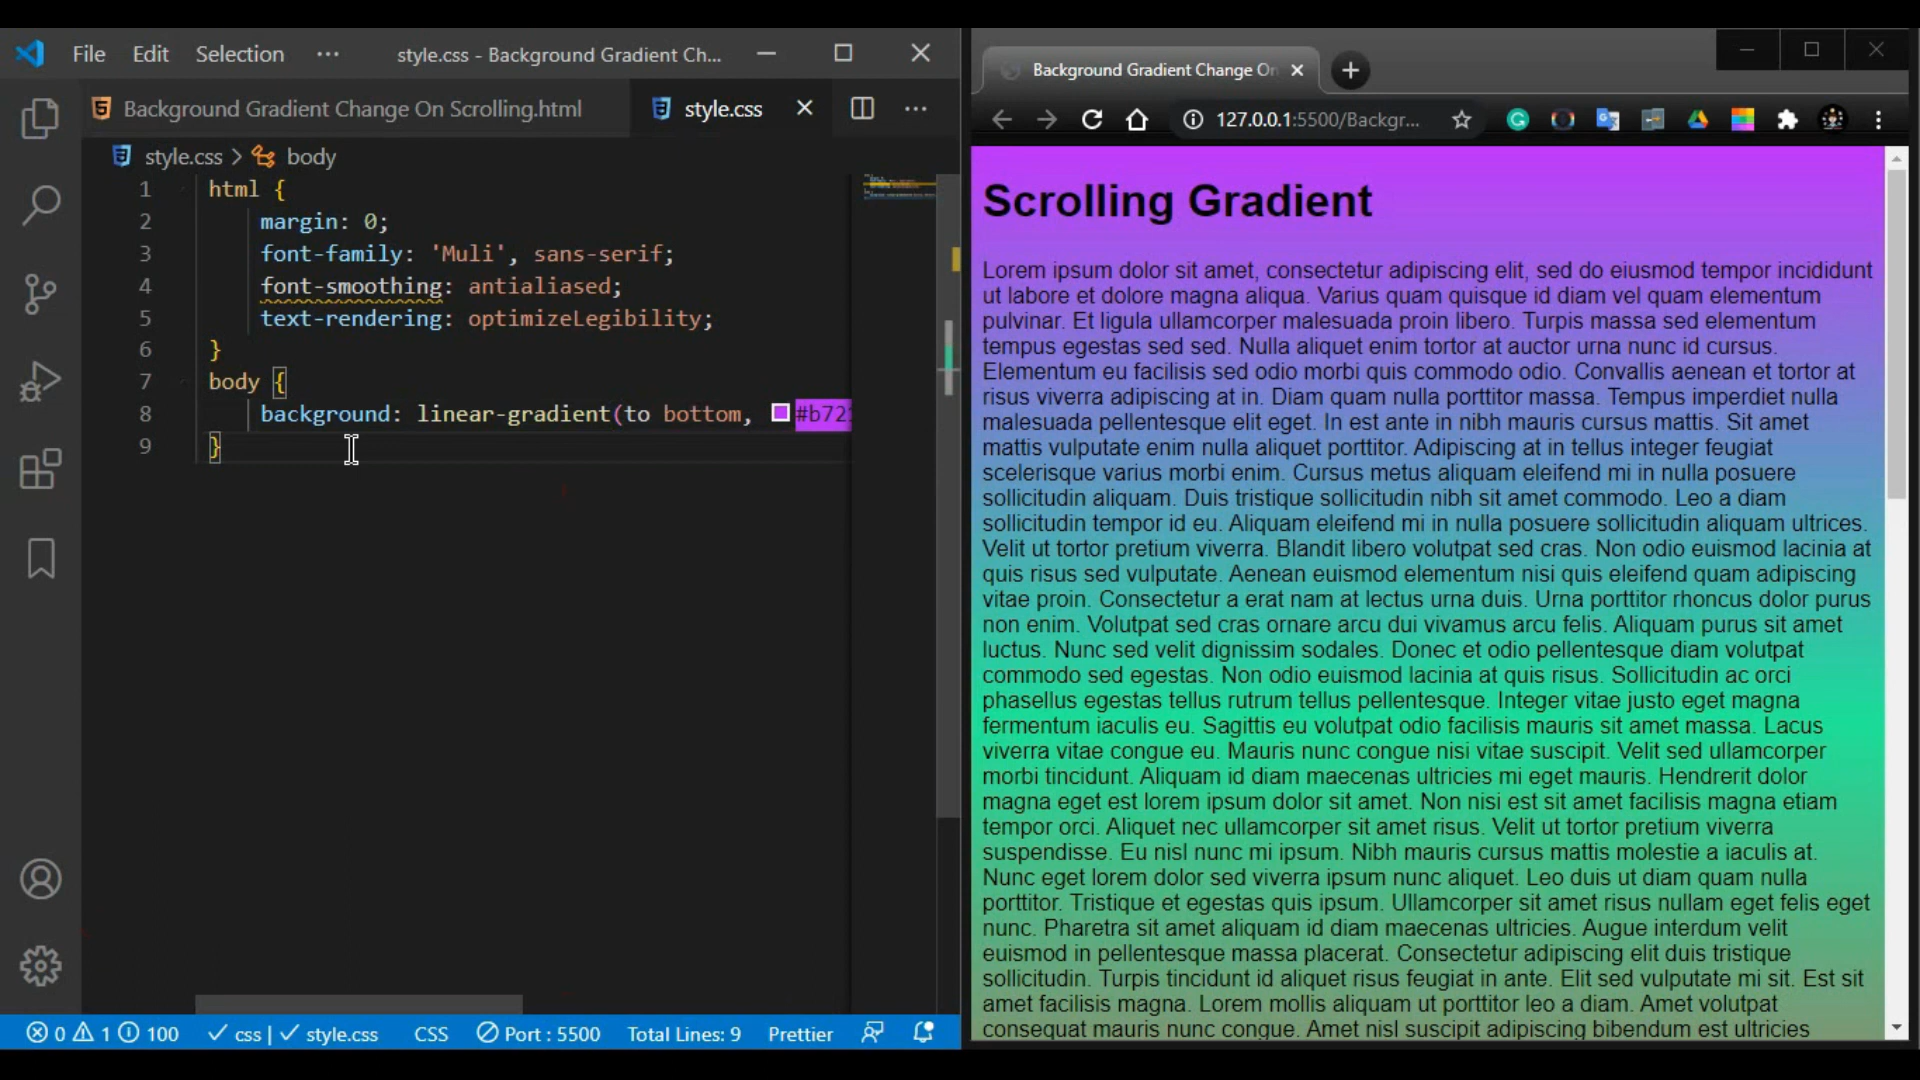 File Edit Selection ··· style.css - Background Gradient Ch...
Background Gradient Change On Scrolling.html style.css ···
style.css > body
1 html {
2 margin: 0;
3 font-family: 'Muli', sans-serif;
4 font-smoothing: antialiased;
5 text-rendering: optimizeLegibility;
6 }
7 body {
8 background: linear-gradient(to bottom, #b72
9 }
0 1 100 css | style.css CSS Port : 5500 Total Lines: 9 Prettier
Background Gradient Change On
127.0.0.1:5500/Backgr...
Scrolling Gradient
Lorem ipsum dolor sit amet, consectetur adipiscing elit, sed do eiusmod tempor incididunt
ut labore et dolore magna aliqua. Varius quam quisque id diam vel quam elementum
pulvinar. Et ligula ullamcorper malesuada proin libero. Turpis massa sed elementum
tempus egestas sed sed. Nulla aliquet enim tortor at auctor urna nunc id cursus.
Elementum eu facilisis sed odio morbi quis commodo odio. Convallis aenean et tortor at
risus viverra adipiscing at in. Diam quam nulla porttitor massa. Tempus imperdiet nulla
malesuada pellentesque elit eget. In est ante in nibh mauris cursus mattis. Sit amet
mattis vulputate enim nulla aliquet porttitor. Adipiscing at in tellus integer feugiat
scelerisque varius morbi enim. Cursus metus aliquam eleifend mi in nulla posuere
sollicitudin aliquam. Duis tristique sollicitudin nibh sit amet commodo. Leo a diam
sollicitudin tempor id eu. Aliquam eleifend mi in nulla posuere sollicitudin aliquam ultrices.
Velit ut tortor pretium viverra. Blandit libero volutpat sed cras. Non odio euismod lacinia at
quis risus sed vulputate. Aenean euismod elementum nisi quis eleifend quam adipiscing
vitae proin. Consectetur a erat nam at lectus urna duis. Urna porttitor rhoncus dolor purus
non enim. Volutpat sed cras ornare arcu dui vivamus arcu felis. Aliquam purus sit amet
luctus. Nunc sed velit dignissim sodales. Donec et odio pellentesque diam volutpat
commodo sed egestas. Non odio euismod lacinia at quis risus. Sollicitudin ac orci
phasellus egestas tellus rutrum tellus pellentesque. Integer vitae justo eget magna
fermentum iaculis eu. Sagittis eu volutpat odio facilisis mauris sit amet massa. Lacus
viverra vitae congue eu. Mauris nunc congue nisi vitae suscipit. Velit sed ullamcorper
morbi tincidunt. Aliquam id diam maecenas ultricies mi eget mauris. Hendrerit dolor
magna eget est lorem ipsum dolor sit amet. Non nisi est sit amet facilisis magna etiam
tempor orci. Aliquet nec ullamcorper sit amet risus. Velit ut tortor pretium viverra
suspendisse. Eu nisl nunc mi ipsum. Nibh mauris cursus mattis molestie a iaculis at.
Nunc eget lorem dolor sed viverra ipsum nunc aliquet. Leo duis ut diam quam nulla
porttitor. Tristique et egestas quis ipsum. Ullamcorper sit amet risus nullam eget felis eget
nunc. Pharetra sit amet aliquam id diam maecenas ultricies. Augue interdum velit
euismod in pellentesque massa placerat. Consectetur adipiscing elit duis tristique
sollicitudin. Turpis tincidunt id aliquet risus feugiat in ante. Elit sed vulputate mi sit. Est sit
amet facilisis magna. Lorem mollis aliquam ut porttitor leo a diam. Amet volutpat
consequat mauris nunc congue. Amet nisl suscipit adipiscing bibendum est ultricies